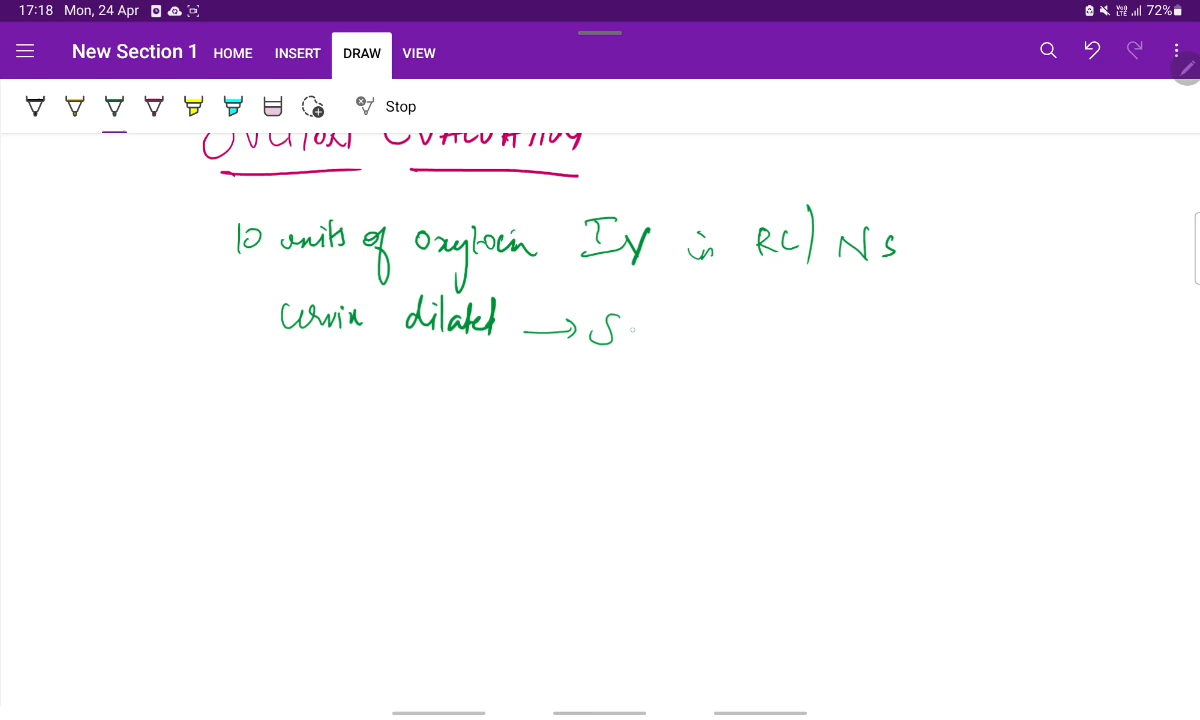 17:18 Mon, 24 Apr 72%
New Section 1 HOME INSERT DRAW VIEW
Stop
EVACUATION
10 units of oxytocin IV in RL/NS
cervix dilated → S